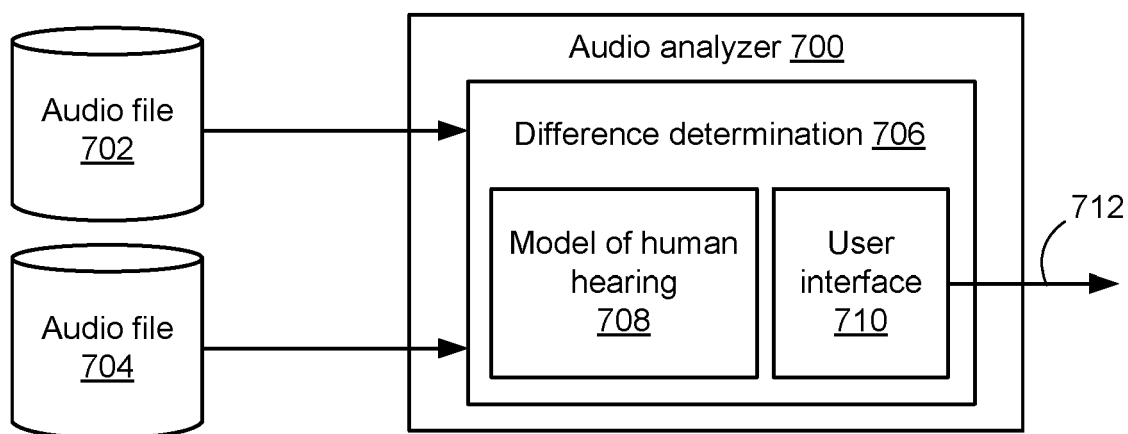 Audio analyzer 700
Audio file
702
Difference determination 706
712
Model of human
hearing
708
User
interface
710
Audio file
704